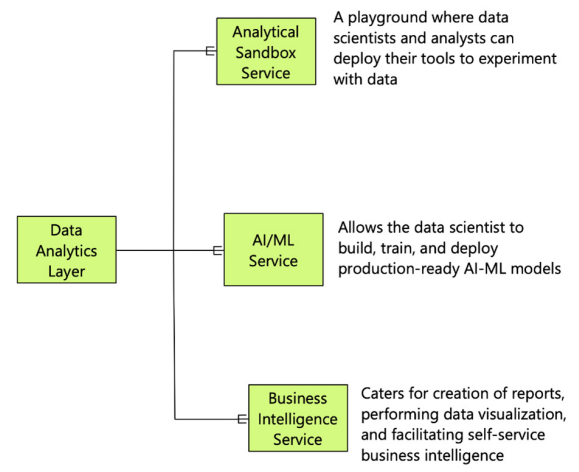 Analytical
Sandbox
Service
A playground where data
scientists and analysts can
deploy their tools to experiment
with data
Data
Analytics
Layer
AI/ML
Service
Allows the data scientist to
build, train, and deploy
production-ready AI-ML models
Business
Intelligence
Service
Caters for creation of reports,
performing data visualization,
and facilitating self-service
business intelligence